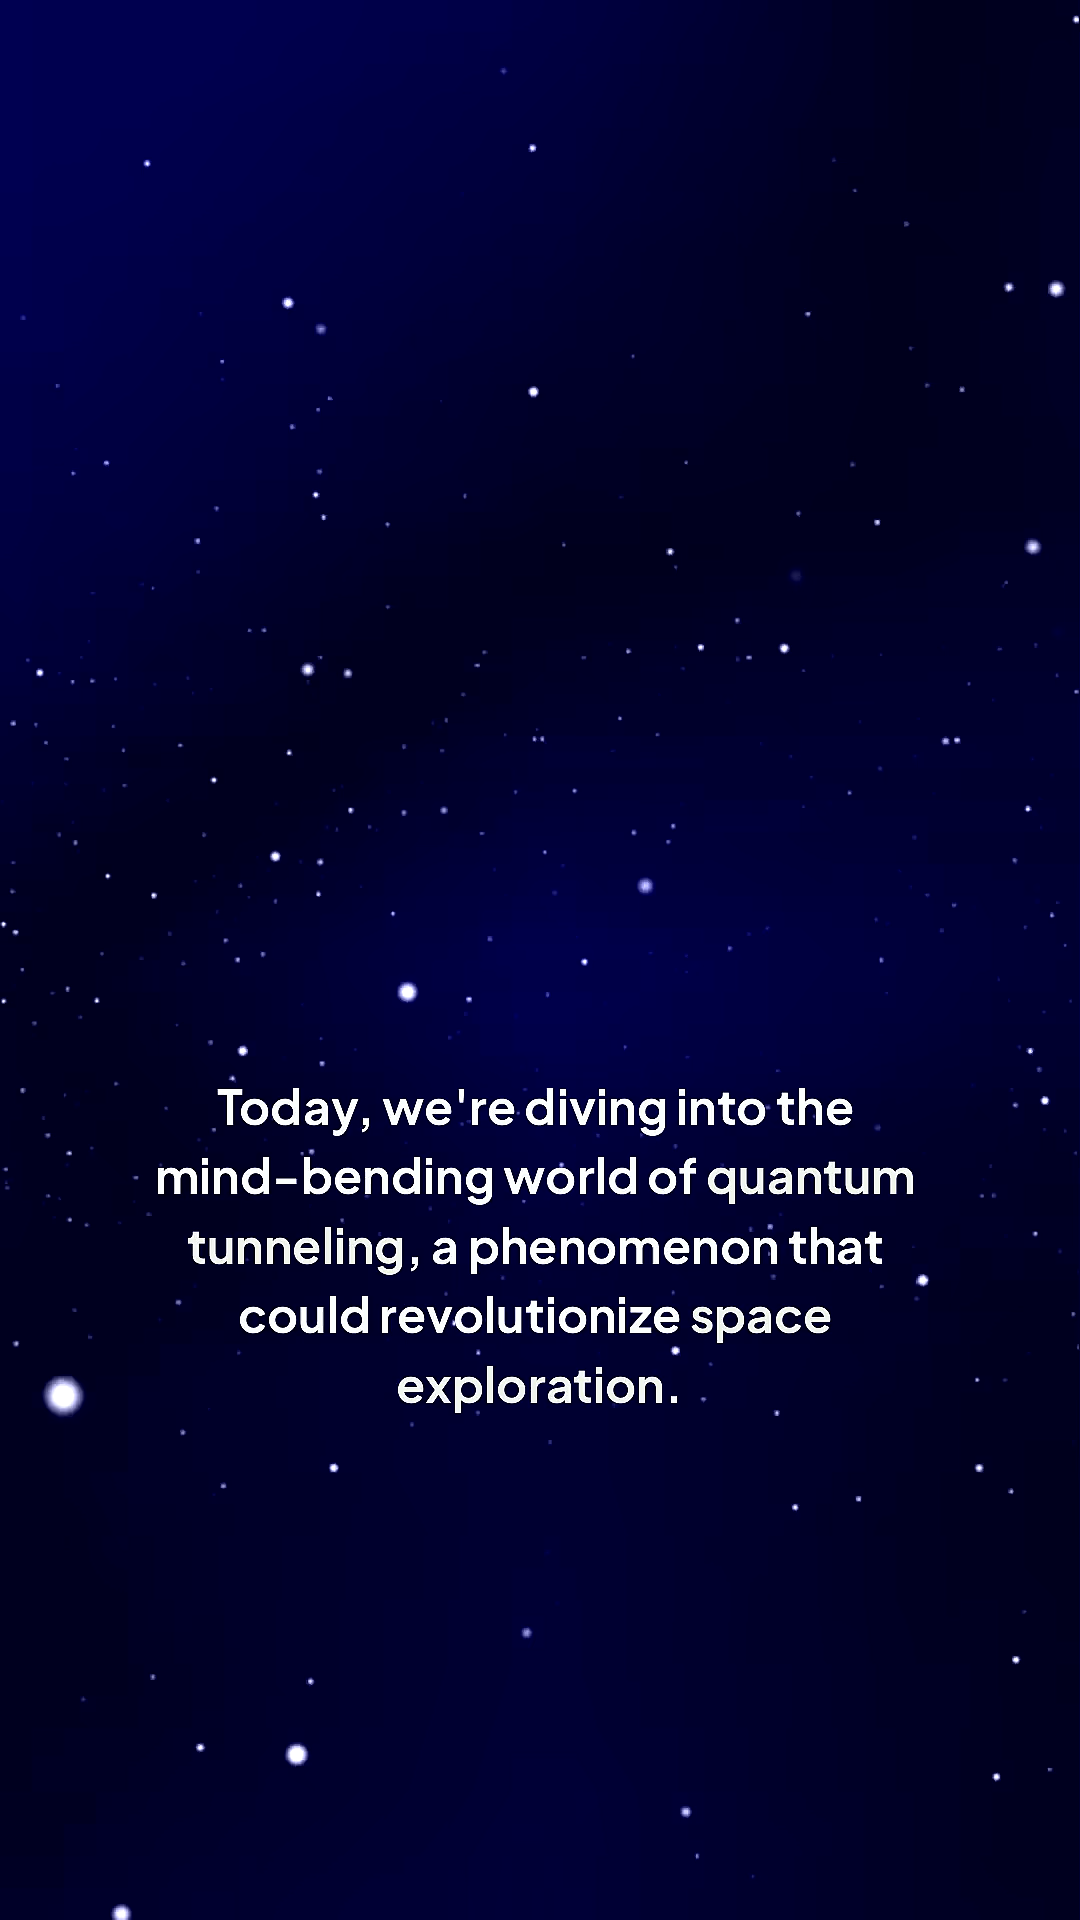 Today, we're diving into the
mind-bending world of quantum
tunneling, a phenomenon that
could revolutionize space
exploration.